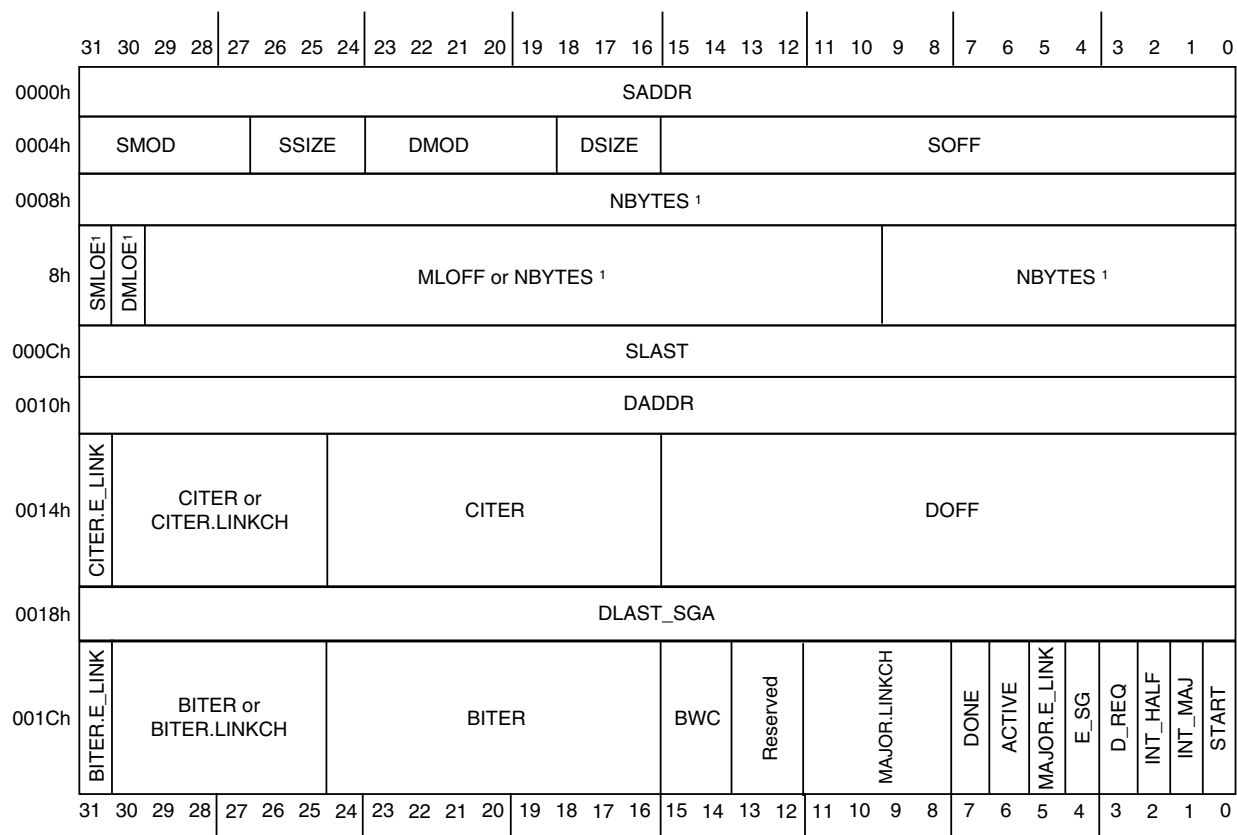 31 30 29 28 27 26 25 24 23 22 21 20 19 18 17 16 15 14 13 12 11 10 9 8 7 6 5 4 3 2 1 0
0000h SADDR
0004h SMOD SSIZE DMOD DSIZE SOFF
0008h NBYTES 1
8h SMLOE1 DMLOE1 MLOFF or NBYTES 1 NBYTES 1
000Ch SLAST
0010h DADDR
0014h CITER.E_LINK CITER or CITER.LINKCH CITER DOFF
0018h DLAST_SGA
001Ch BITER.E_LINK BITER or BITER.LINKCH BITER BWC Reserved MAJOR.LINKCH DONE ACTIVE MAJOR.E_LINK E_SG D_REQ INT_HALF INT_MAJ START
31 30 29 28 27 26 25 24 23 22 21 20 19 18 17 16 15 14 13 12 11 10 9 8 7 6 5 4 3 2 1 0